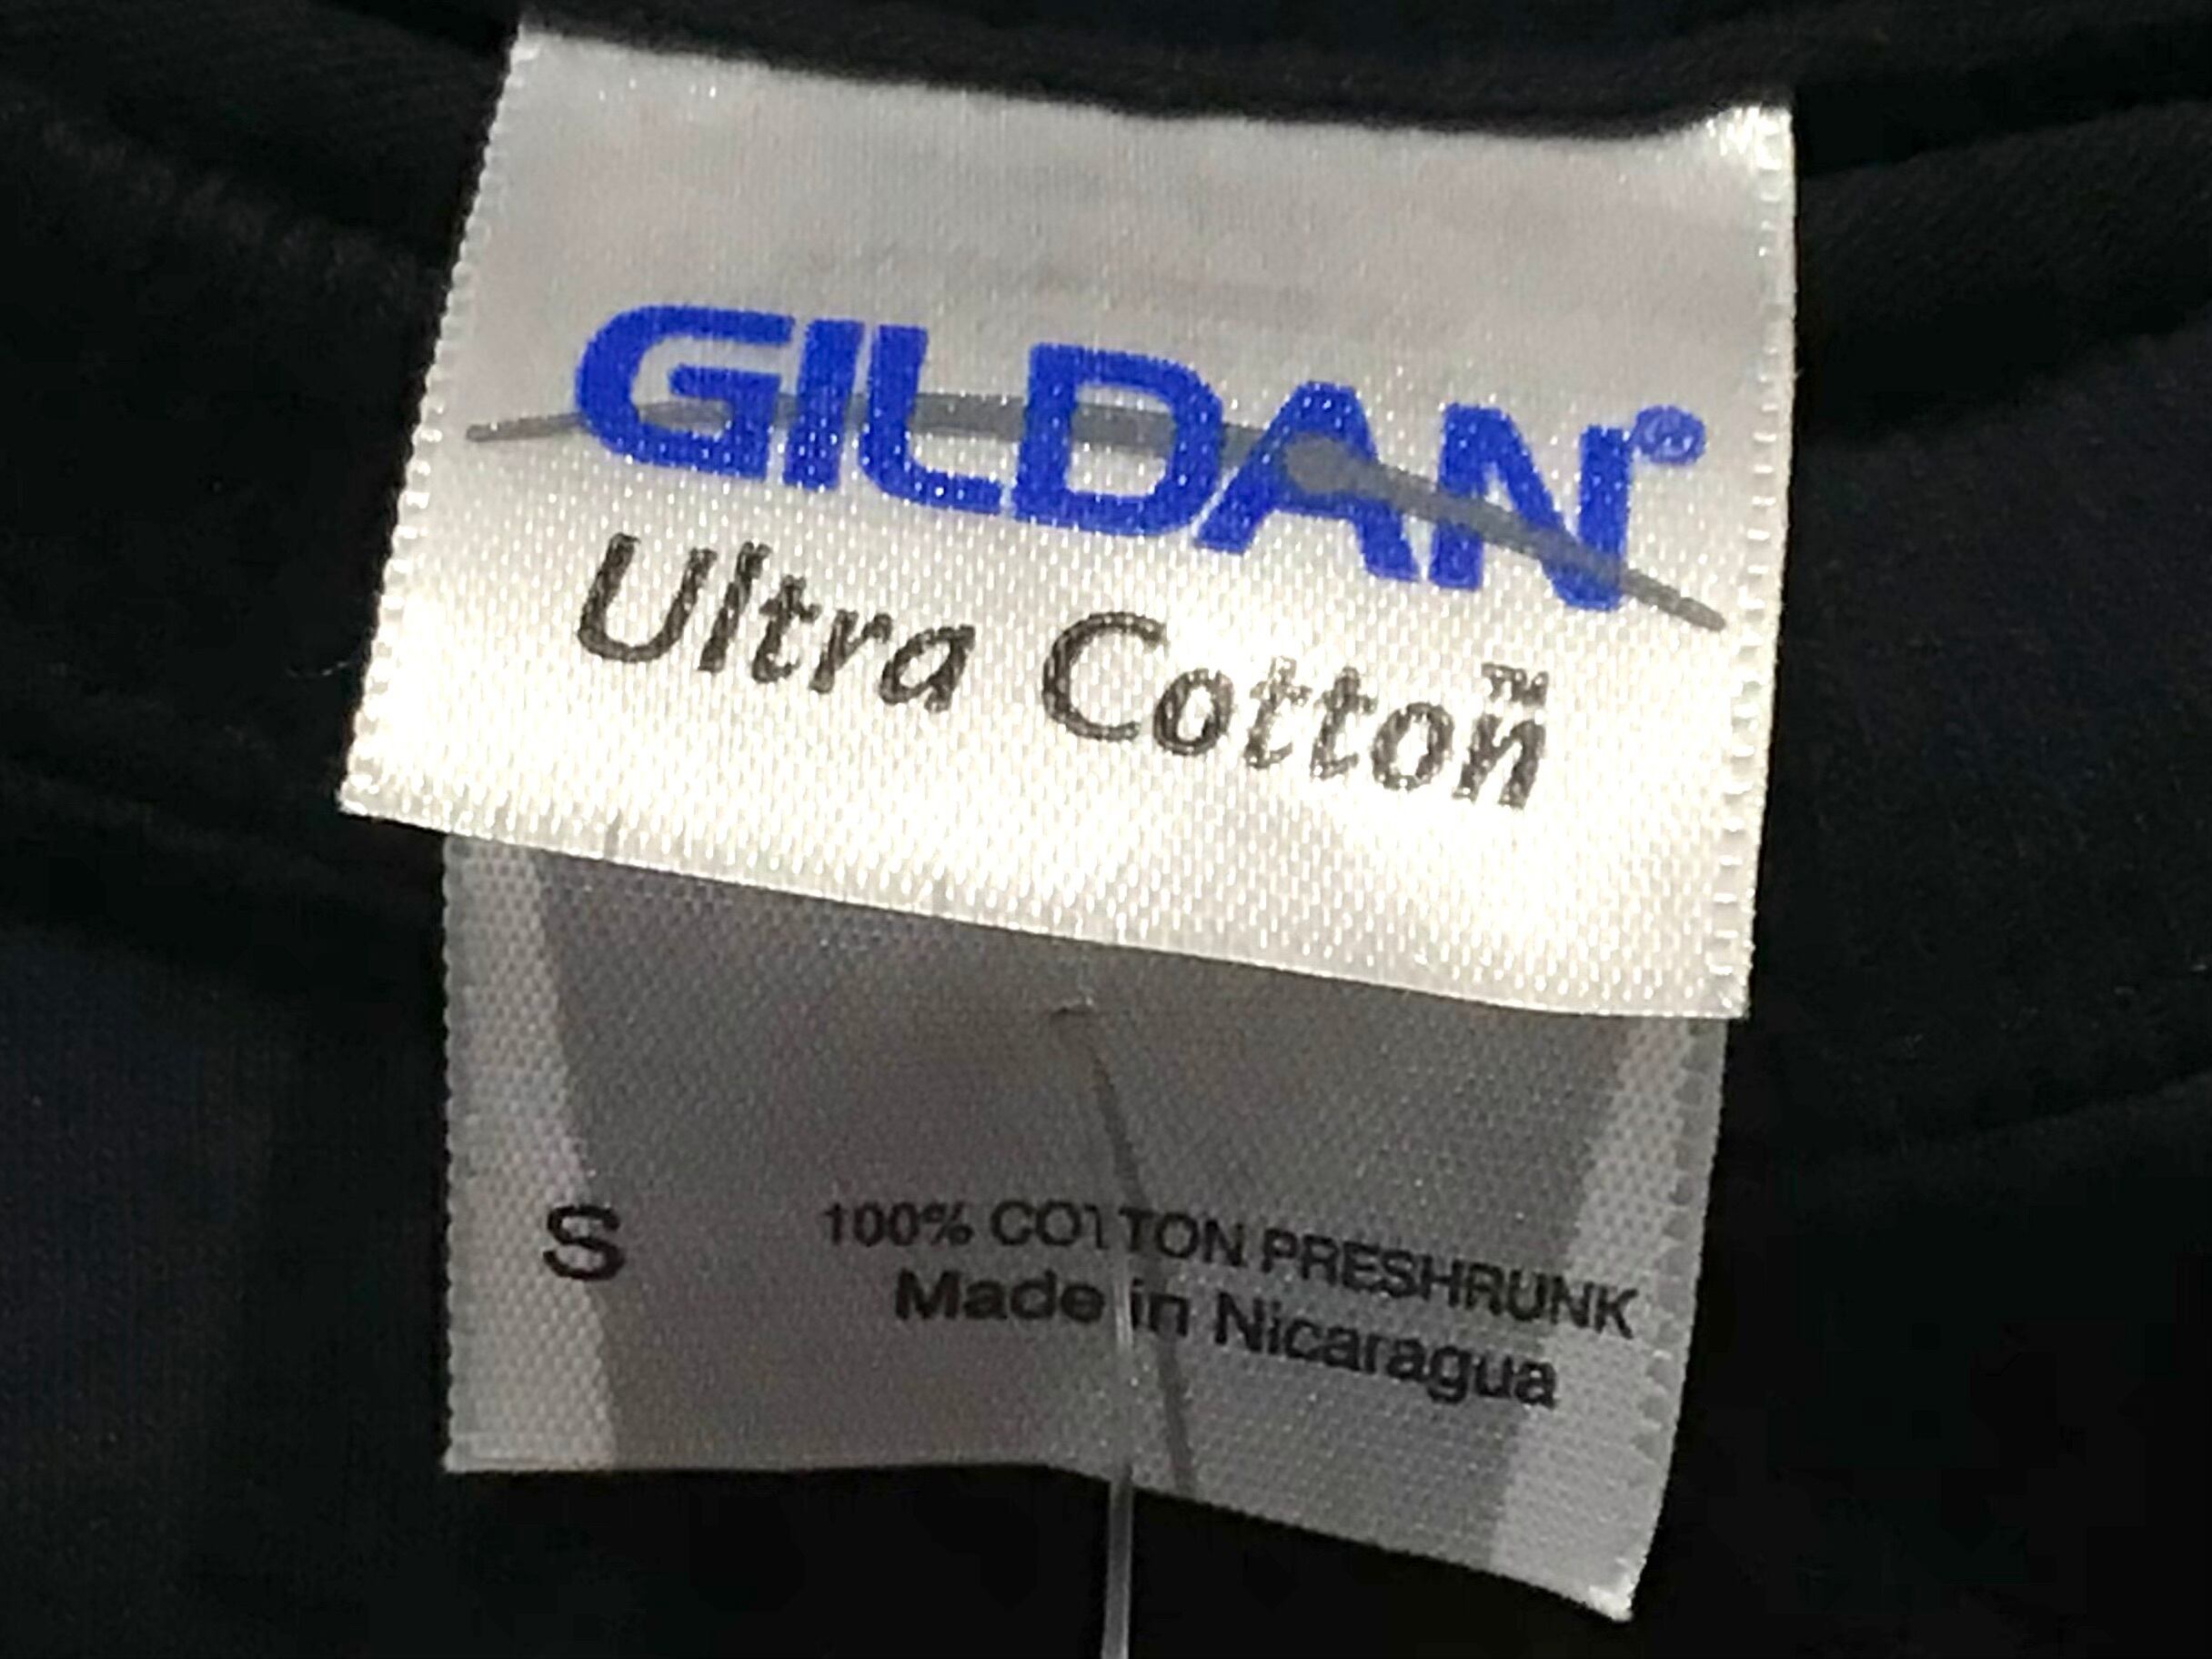 GILDAN®
Ultra Cotton™
S 100% COTTON PRESHRUNK
Made in Nicaragua